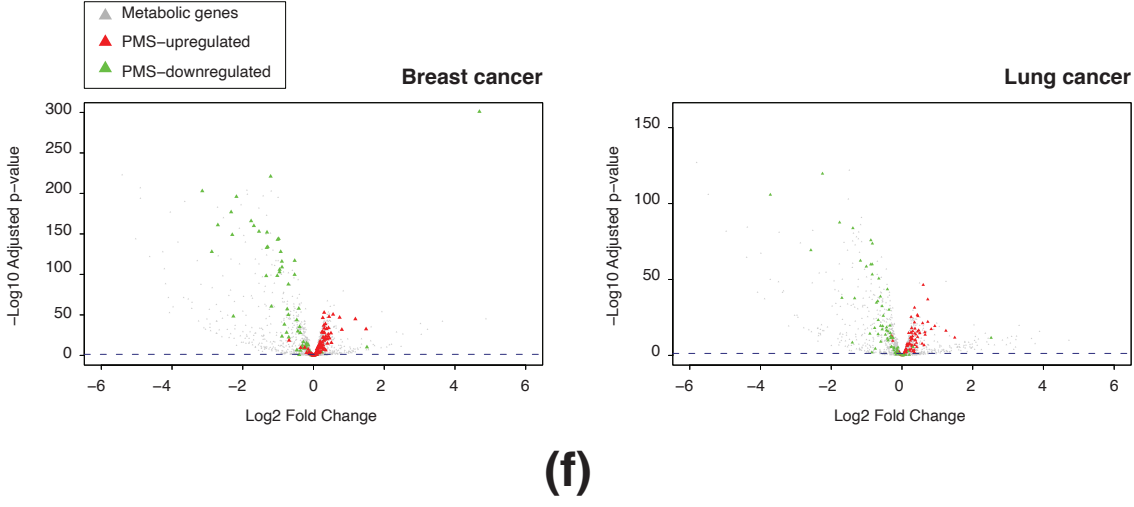 Metabolic genes
PMS−upregulated
PMS−downregulated
Breast cancer
300
250
200
150
100
50
0
−Log10 Adjusted p−value
−6
−4
−2
0
2
4
6
Log2 Fold Change
Lung cancer
150
100
50
0
−Log10 Adjusted p−value
−6
−4
−2
0
2
4
6
Log2 Fold Change
(f)